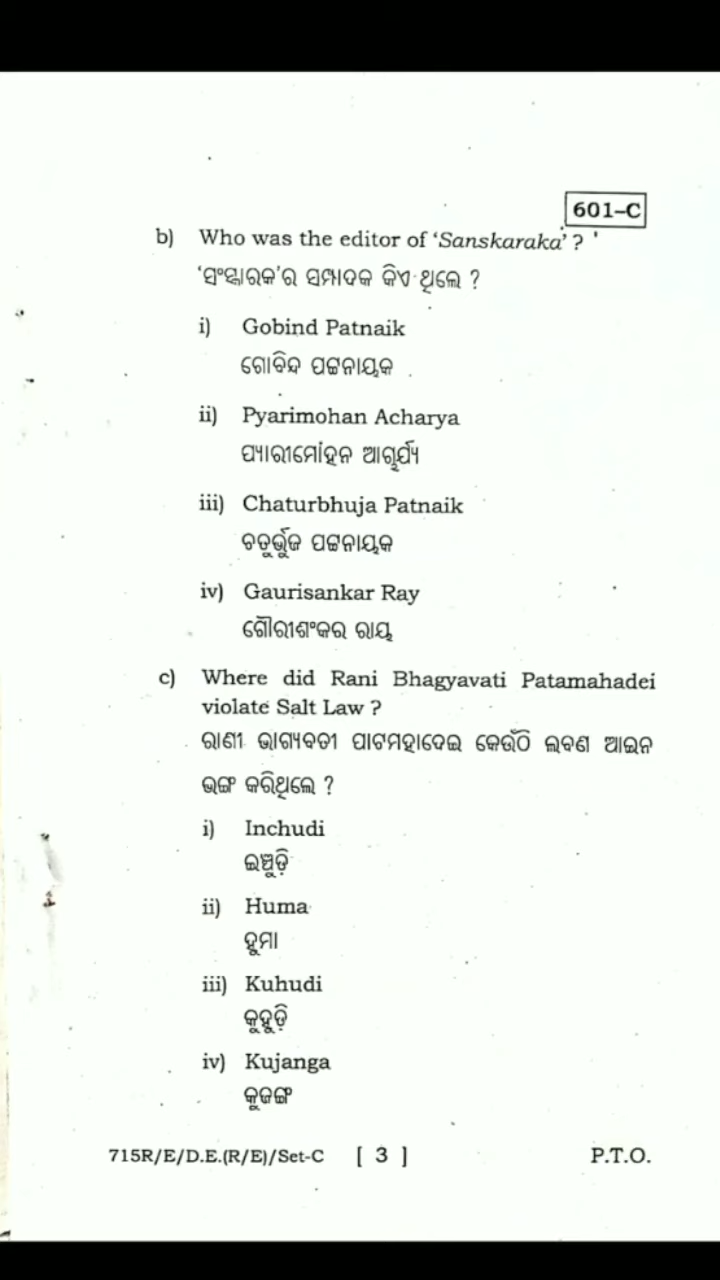 601–C
b) Who was the editor of ‘Sanskaraka’ ?
‘ସଂସ୍କାରକ’ର ସମ୍ପାଦକ କିଏ ଥିଲେ ?
i) Gobind Patnaik
ଗୋବିନ୍ଦ ପଟ୍ଟନାୟକ
ii) Pyarimohan Acharya
ପ୍ୟାରୀମୋହନ ଆଚାର୍ଯ୍ୟ
iii) Chaturbhuja Patnaik
ଚତୁର୍ଭୁଜ ପଟ୍ଟନାୟକ
iv) Gaurisankar Ray
ଗୌରୀଶଂକର ରାୟ
c) Where did Rani Bhagyavati Patamahadei
violate Salt Law ?
ରାଣୀ ଭାଗ୍ୟବତୀ ପାଟମହାଦେଇ କେଉଁଠି ଲବଣ ଆଇନ
ଭଙ୍ଗ କରିଥିଲେ ?
i) Inchudi
ଇଞ୍ଚୁଡ଼ି
ii) Huma
ହୁମା
iii) Kuhudi
କୁହୁଡ଼ି
iv) Kujanga
କୁଜଙ୍ଗ
715R/E/D.E.(R/E)/Set-C [ 3 ] P.T.O.